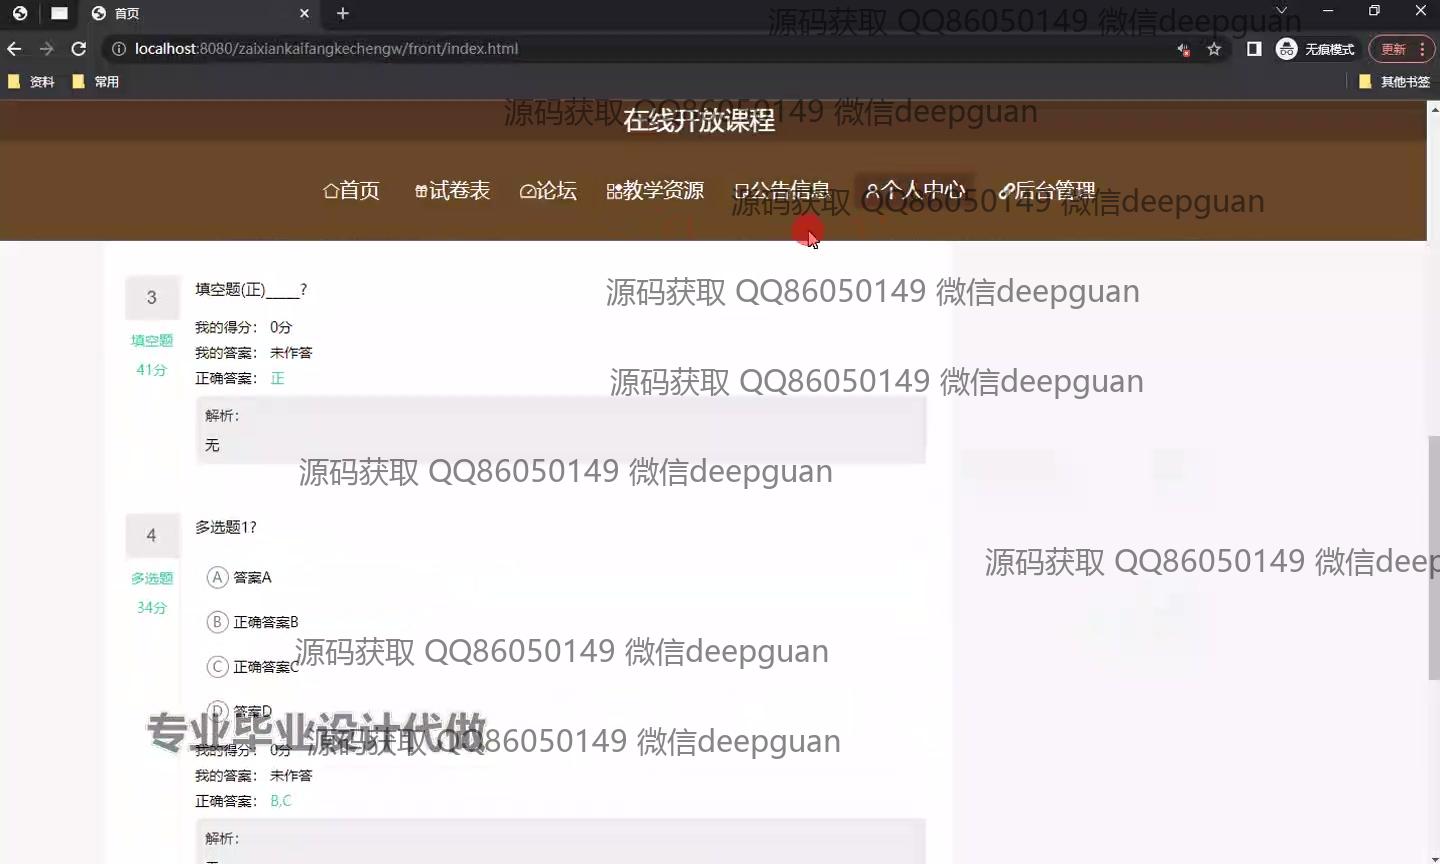 首页
localhost:8080/zaixiankaifangkechengw/front/index.html
无痕模式
更新
资料
常用
其他书签
源码获取 QQ86050149 微信deepguan
源码获取 QQ86050149 微信deepguan
在线开放课程
首页
试卷表
论坛
教学资源
公告信息
个人中心
后台管理
源码获取 QQ86050149 微信deepguan
3
填空题(正)_____?
源码获取 QQ86050149 微信deepguan
填空题
41分
我的得分: 0分
我的答案: 未作答
正确答案: 正
源码获取 QQ86050149 微信deepguan
解析:
无
源码获取 QQ86050149 微信deepguan
4
多选题1?
多选题
34分
源码获取 QQ86050149 微信deep
A 答案A
B 正确答案B
C 正确答案C
源码获取 QQ86050149 微信deepguan
D 答案D
专业毕业设计代做
源码获取 QQ86050149 微信deepguan
我的得分: 0分
我的答案: 未作答
正确答案: B,C
解析: